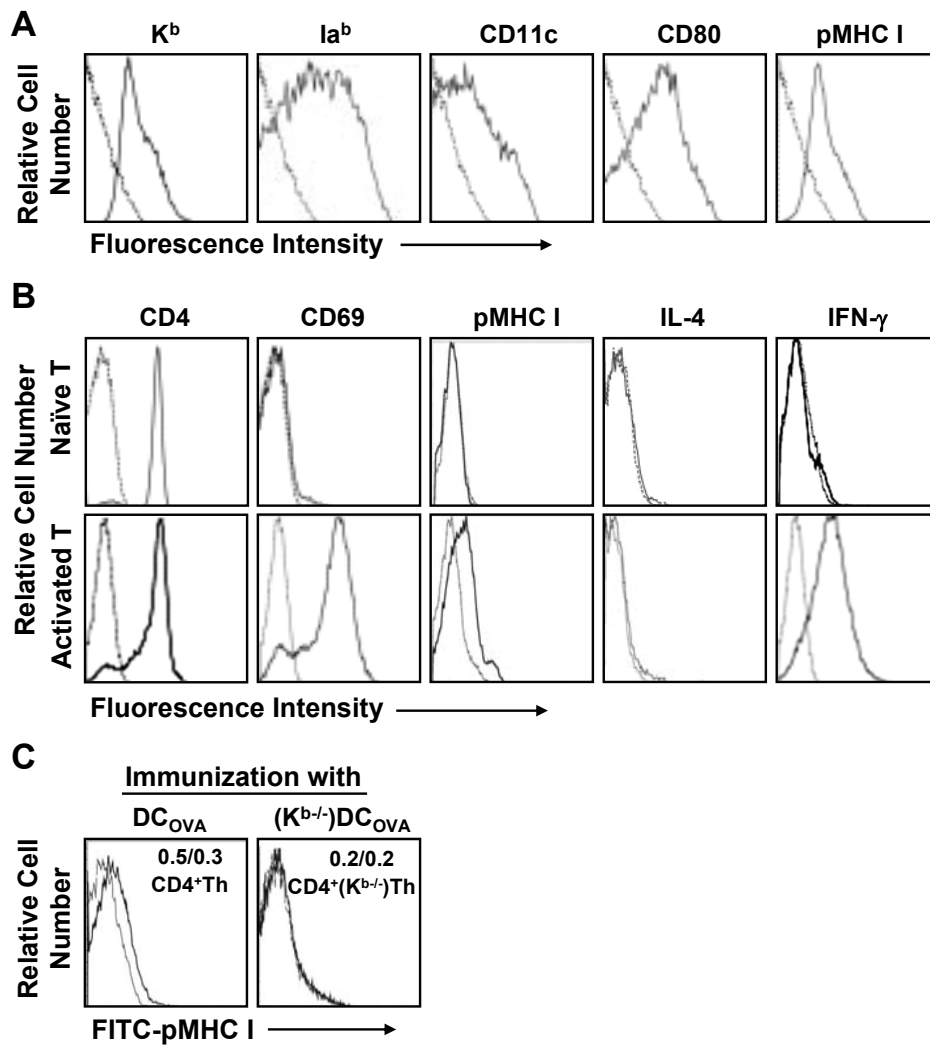 A
K^b Ia^b CD11c CD80 pMHC I
Relative Cell
Number
Fluorescence Intensity
B
CD4 CD69 pMHC I IL-4 IFN-γ
Relative Cell Number
Naïve T
Activated T
Fluorescence Intensity
C
Immunization with
DC_OVA (K^b-/-)DC_OVA
0.5/0.3
CD4⁺Th
0.2/0.2
CD4⁺(K^b-/-)Th
Relative Cell
Number
FITC-pMHC I